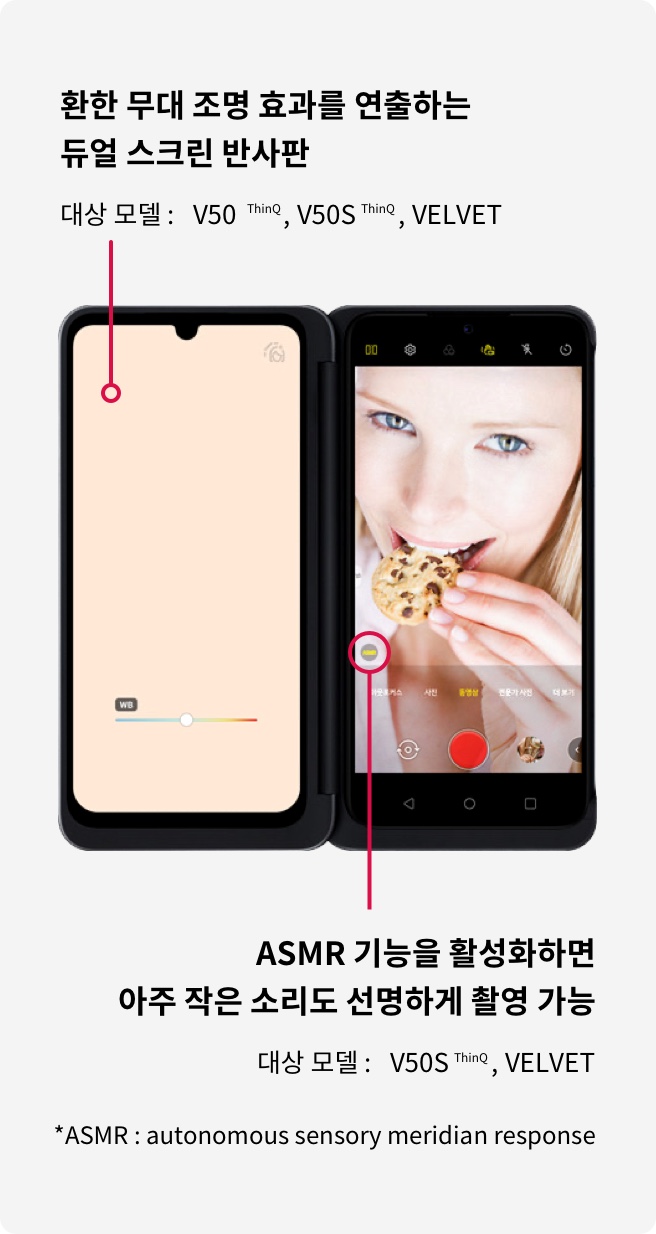 환한 무대 조명 효과를 연출하는
듀얼 스크린 반사판
대상 모델 : V50 ThinQ, V50S ThinQ, VELVET
WB
ASMR
아웃포커스 사진 동영상 전문가 사진 더 보기
ASMR 기능을 활성화하면
아주 작은 소리도 선명하게 촬영 가능
대상 모델 : V50S ThinQ, VELVET
*ASMR : autonomous sensory meridian response